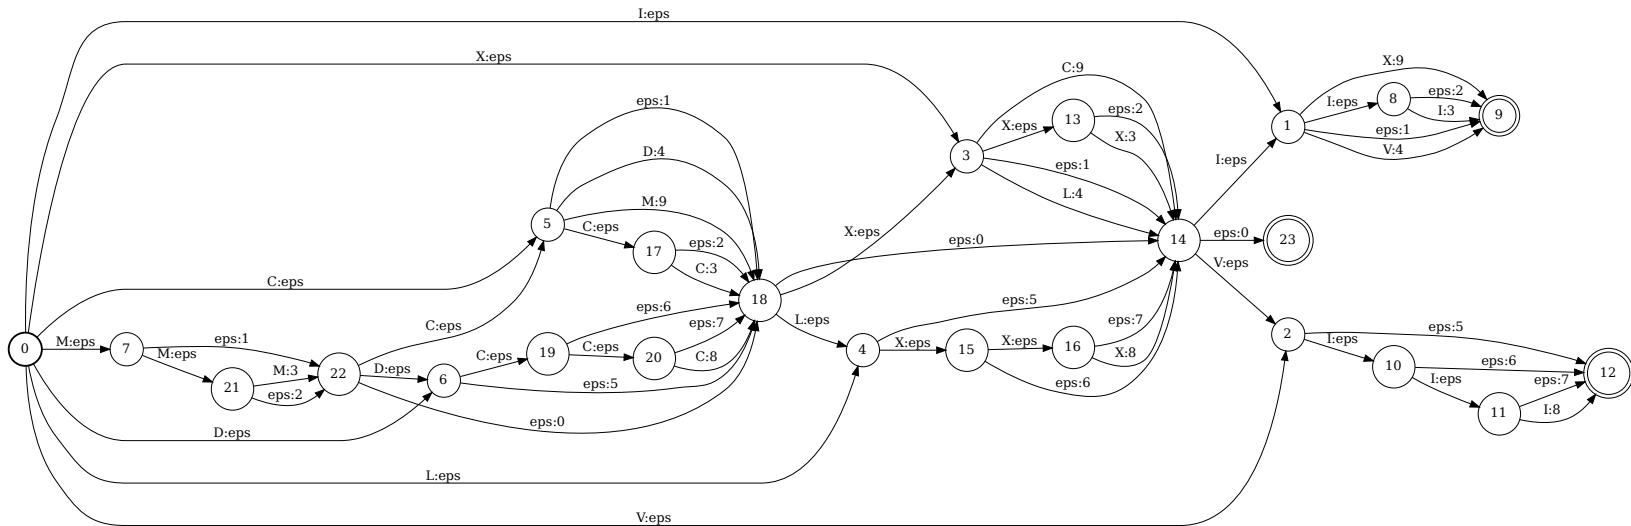 I:eps
X:eps
X:9
C:9
eps:2
8
I:eps
I:3
9
eps:1
X:eps
13
eps:2
X:3
1
eps:1
V:4
D:4
3
eps:1
I:eps
L:4
M:9
5
C:eps
17
eps:2
C:3
X:eps
eps:0
14
eps:0
23
V:eps
C:eps
18
eps:5
C:eps
eps:6
eps:7
L:eps
2
eps:5
I:eps
0
M:eps
7
eps:1
M:eps
19
C:eps
20
C:8
4
X:eps
15
X:eps
16
eps:7
X:8
10
eps:6
12
22
D:eps
6
C:eps
eps:5
eps:6
I:eps
eps:7
21
M:3
eps:2
11
I:8
eps:0
D:eps
L:eps
V:eps